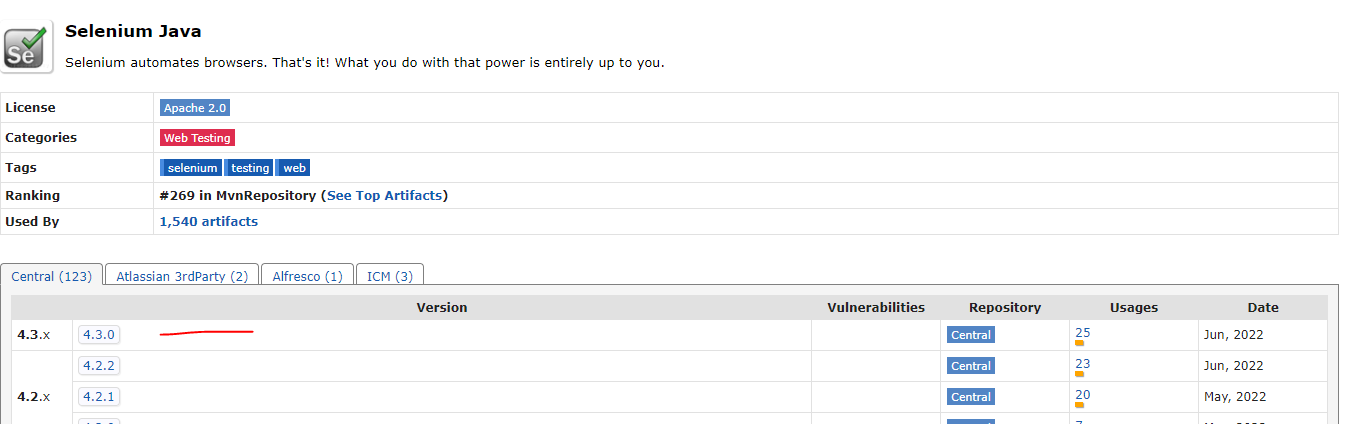 Se
Selenium Java
Selenium automates browsers. That's it! What you do with that power is entirely up to you.
License Apache 2.0
Categories Web Testing
Tags selenium testing web
Ranking #269 in MvnRepository (See Top Artifacts)
Used By 1,540 artifacts
Central (123) Atlassian 3rdParty (2) Alfresco (1) ICM (3)
Version Vulnerabilities Repository Usages Date
4.3.x 4.3.0 Central 25 Jun, 2022
4.2.2 Central 23 Jun, 2022
4.2.x 4.2.1 Central 20 May, 2022